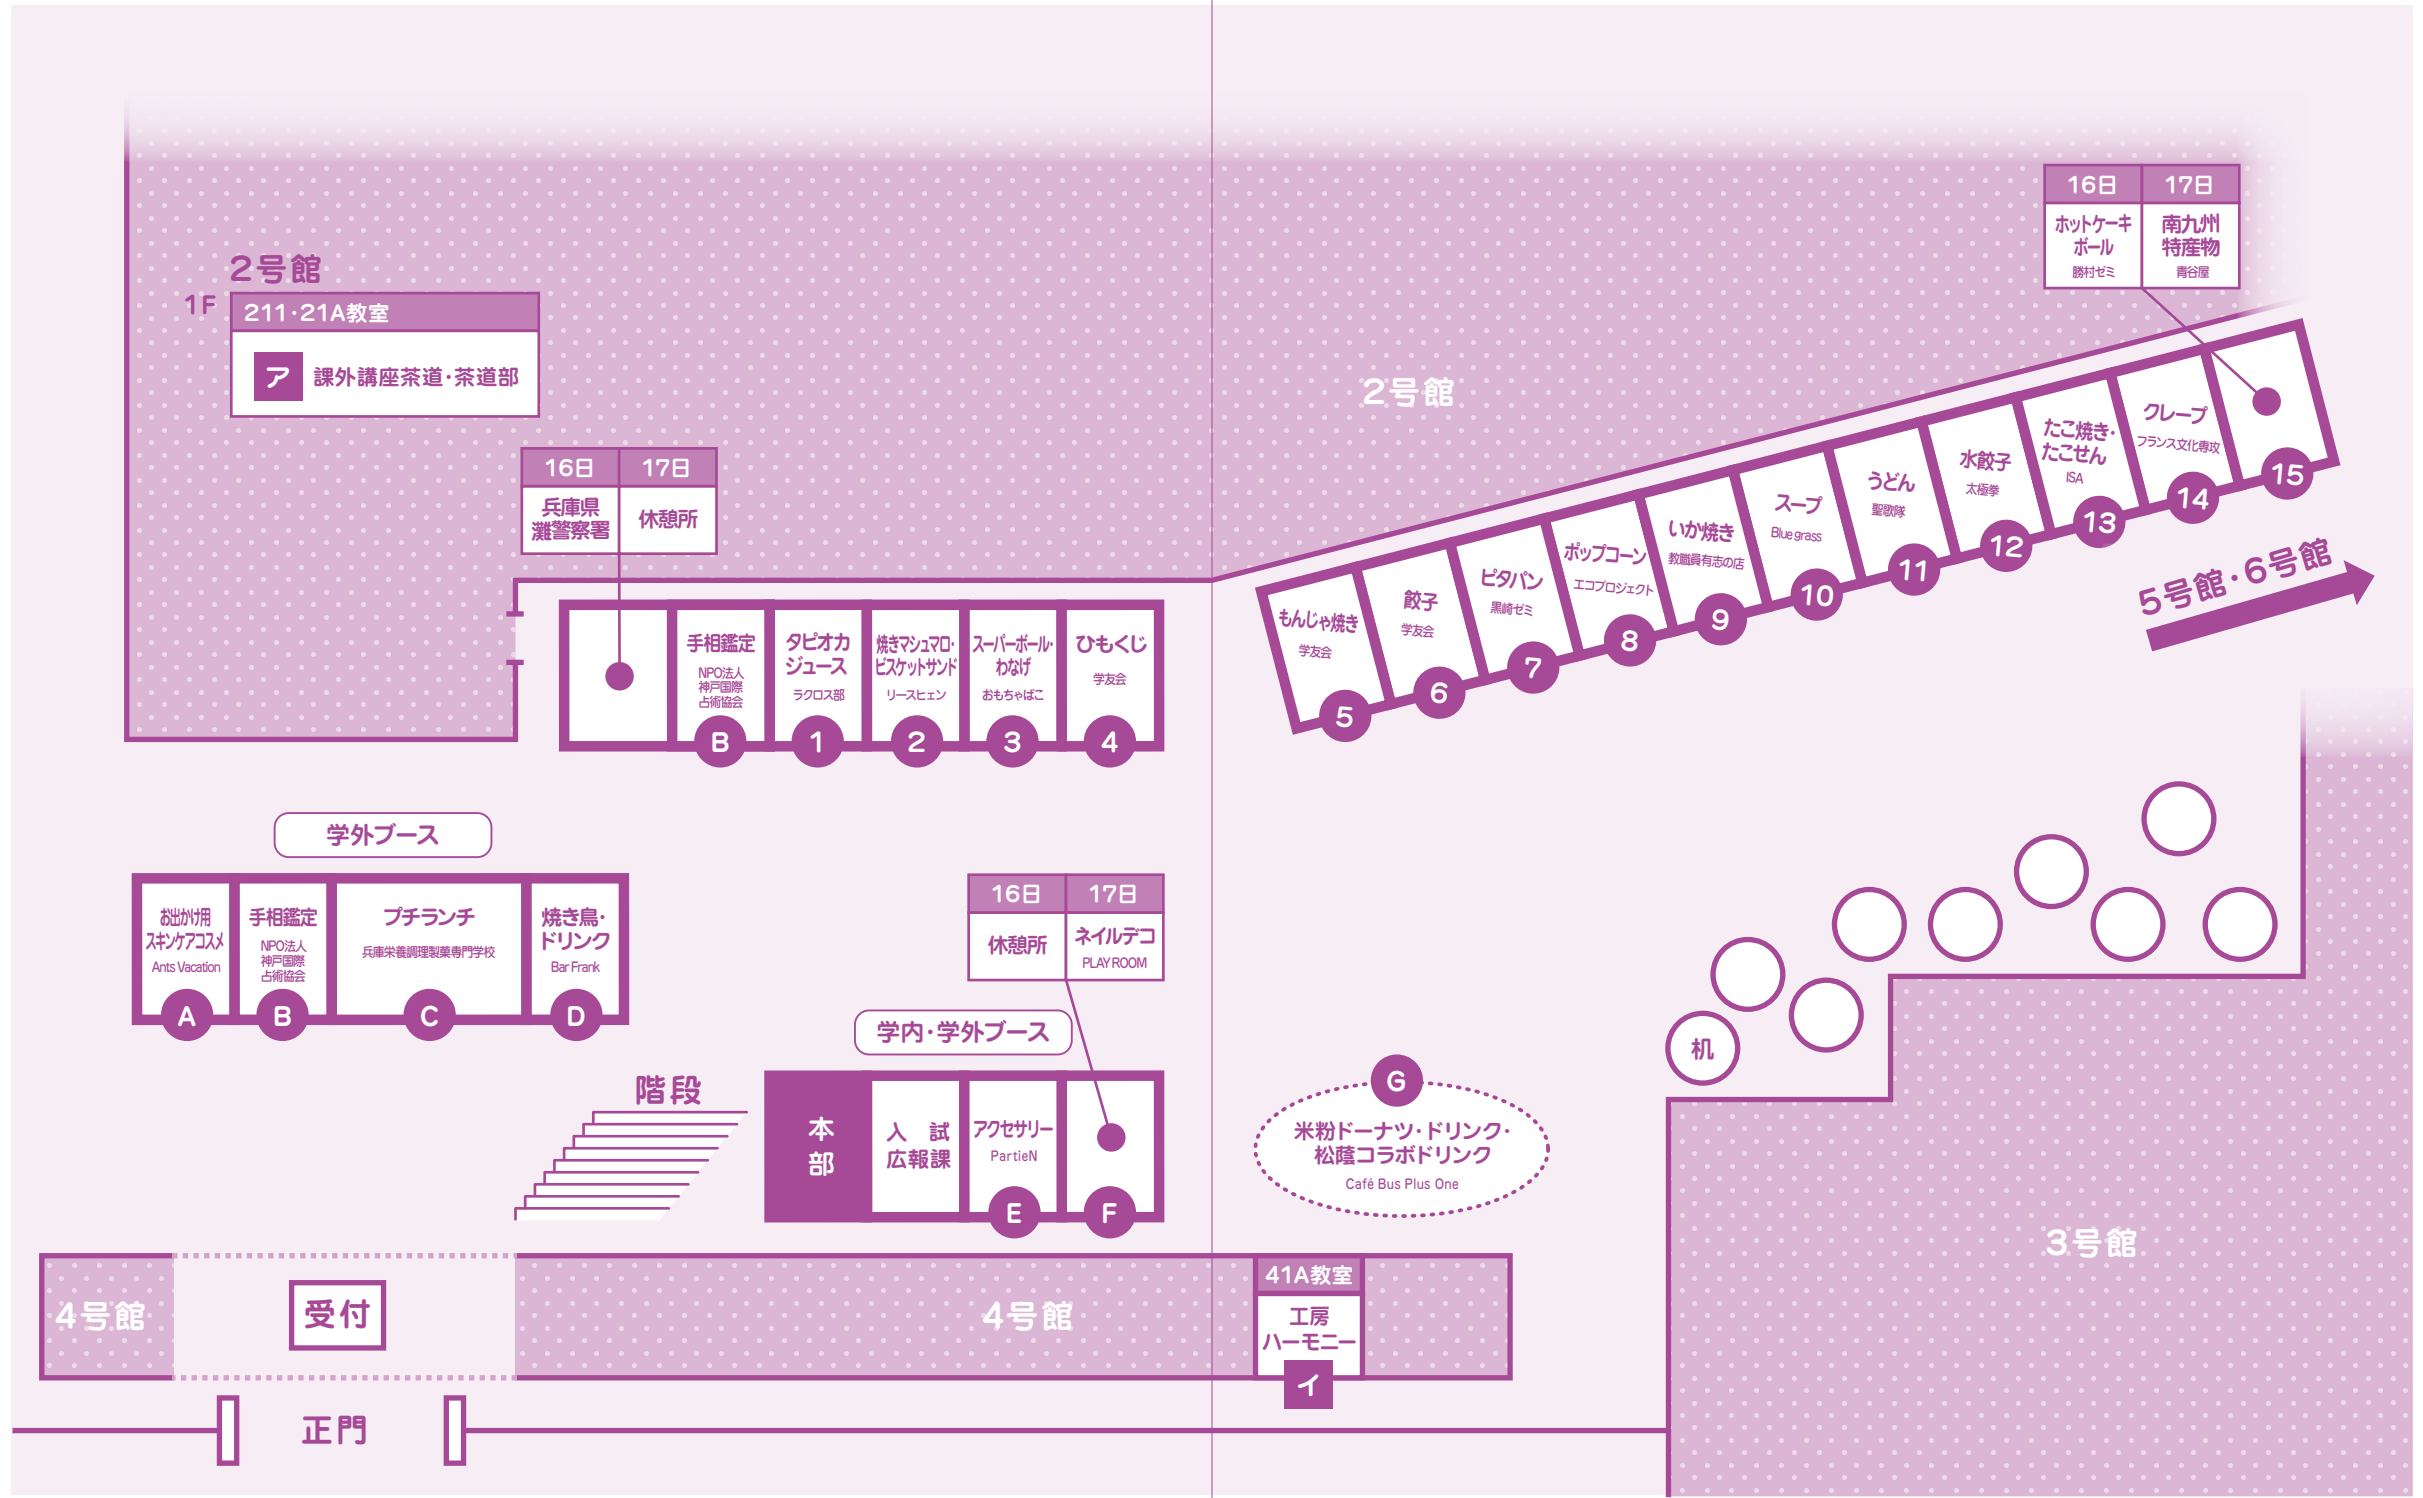 2号館
1F
211・21A教室
ア 課外講座茶道・茶道部
16日 17日
兵庫県
灘警察署
休憩所
手相鑑定
NPO法人
神戸国際
占術協会
B
タピオカ
ジュース
ラクロス部
1
焼きマシュマロ・
ビスケットサンド
リースヒェン
2
スーパーボール・
わなげ
おもちゃばこ
3
ひもくじ
学友会
4
2号館
もんじゃ焼き
学友会
5
餃子
学友会
6
ピタパン
黒崎ゼミ
7
ポップコーン
エコプロジェクト
8
いか焼き
教職員有志の店
9
スープ
Blue grass
10
うどん
聖歌隊
11
水餃子
太極拳
12
たこ焼き・
たこせん
ISA
13
クレープ
フランス文化専攻
14
16日 17日
ホットケーキ
ボール
勝村ゼミ
南九州
特産物
青谷屋
15
5号館・6号館
学外ブース
お出かけ用
スキンケアコスメ
Ants Vacation
A
手相鑑定
NPO法人
神戸国際
占術協会
B
プチランチ
兵庫栄養調理製菓専門学校
C
焼き鳥・
ドリンク
Bar Frank
D
16日 17日
休憩所
ネイルデコ
PLAY ROOM
学内・学外ブース
階段
本
部
入 試
広報課
アクセサリー
PartieN
E
F
G
米粉ドーナツ・ドリンク・
松蔭コラボドリンク
Café Bus Plus One
机
3号館
4号館
受付
4号館
41A教室
工房
ハーモニー
イ
正門